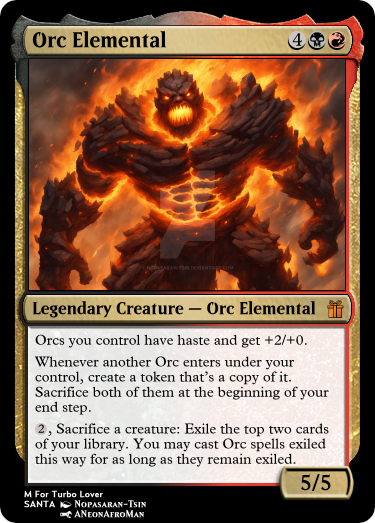 Orc Elemental 4
Legendary Creature — Orc Elemental
Orcs you control have haste and get +2/+0.
Whenever another Orc enters under your
control, create a token that's a copy of it.
Sacrifice both of them at the beginning of your
end step.
2, Sacrifice a creature: Exile the top two cards
of your library. You may cast Orc spells exiled
this way for as long as they remain exiled.
5/5
M For Turbo Lover
SANTA Nopasaran-Tsin
ANeonAfroMan